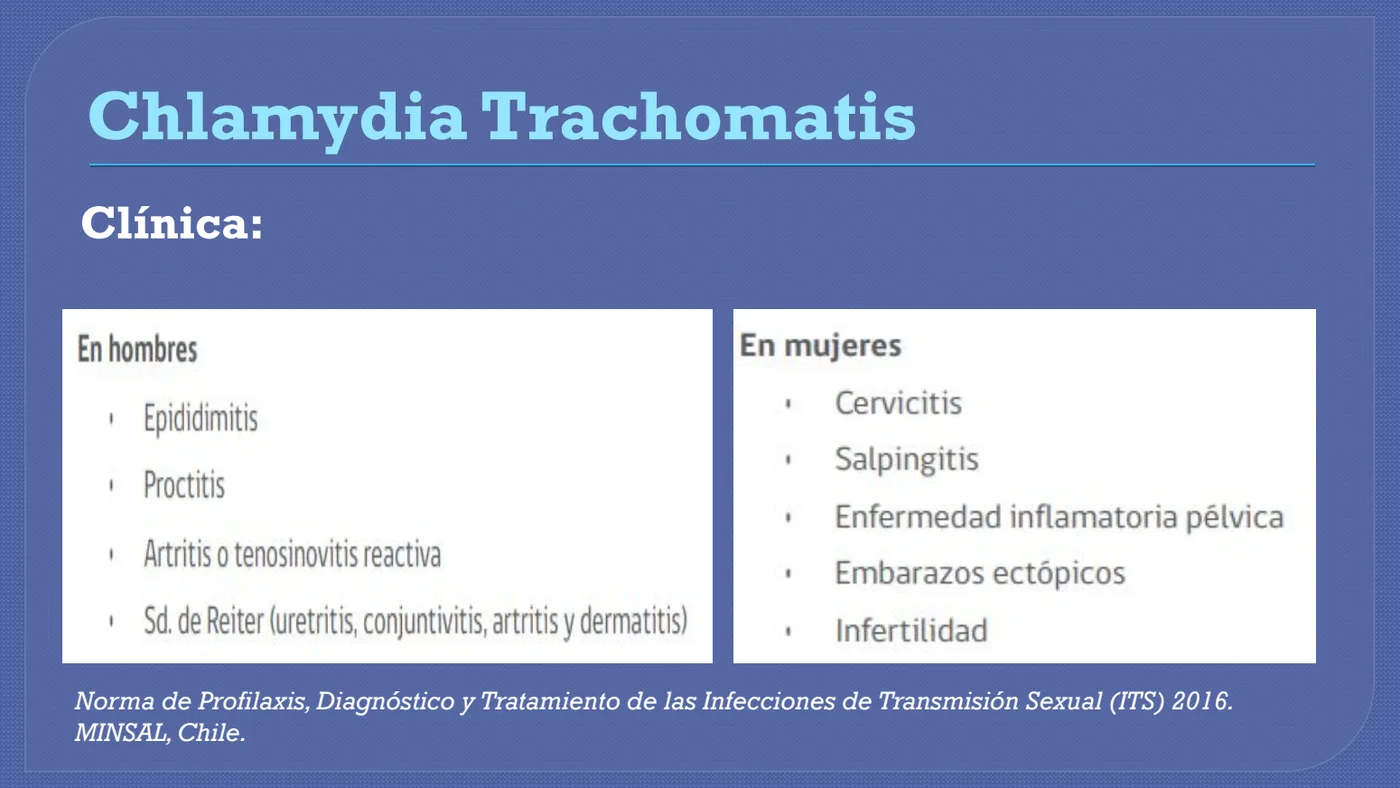 Chlamydia Trachomatis
Clínica:
En hombres
Epididimitis
Proctitis
Artritis o tenosinovitis reactiva
Sd. de Reiter (uretritis, conjuntivitis, artritis y dermatitis)
En mujeres
Cervicitis
Salpingitis
Enfermedad inflamatoria pélvica
Embarazos ectópicos
Infertilidad
Norma de Profilaxis, Diagnóstico y Tratamiento de las Infecciones de Transmisión Sexual (ITS) 2016.
MINSAL, Chile.